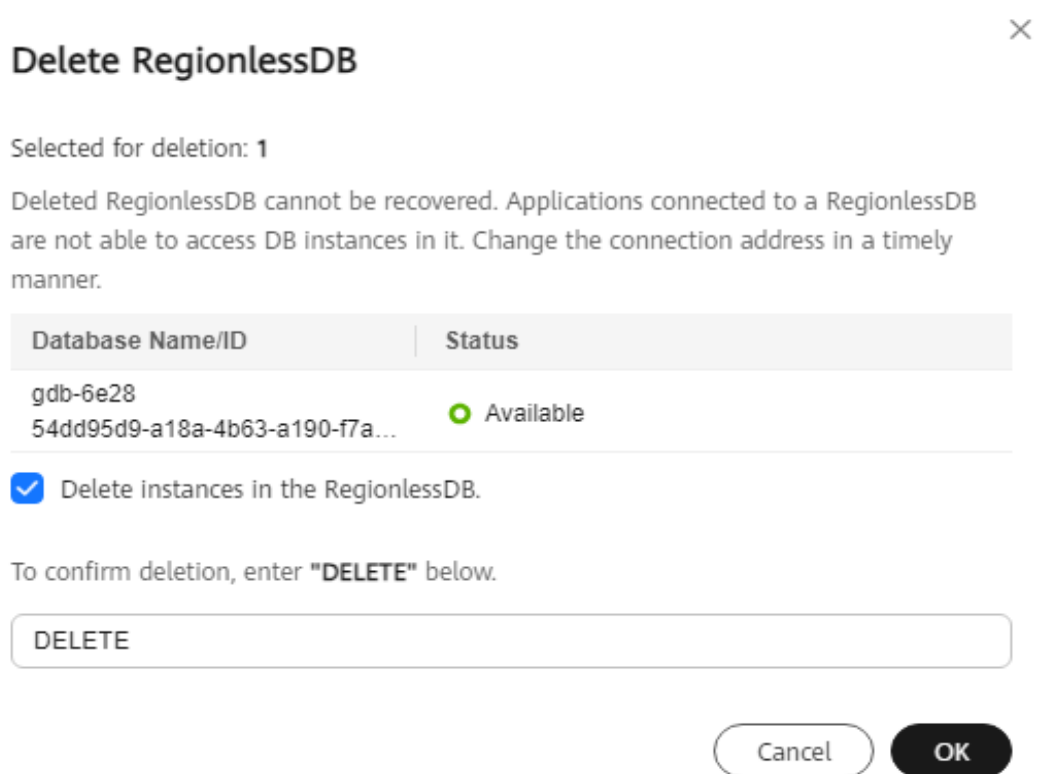 Delete RegionlessDB
Selected for deletion: 1
Deleted RegionlessDB cannot be recovered. Applications connected to a RegionlessDB
are not able to access DB instances in it. Change the connection address in a timely
manner.
Database Name/ID Status
gdb-6e28
54dd95d9-a18a-4b63-a190-f7a... Available
Delete instances in the RegionlessDB.
To confirm deletion, enter "DELETE" below.
DELETE
Cancel OK